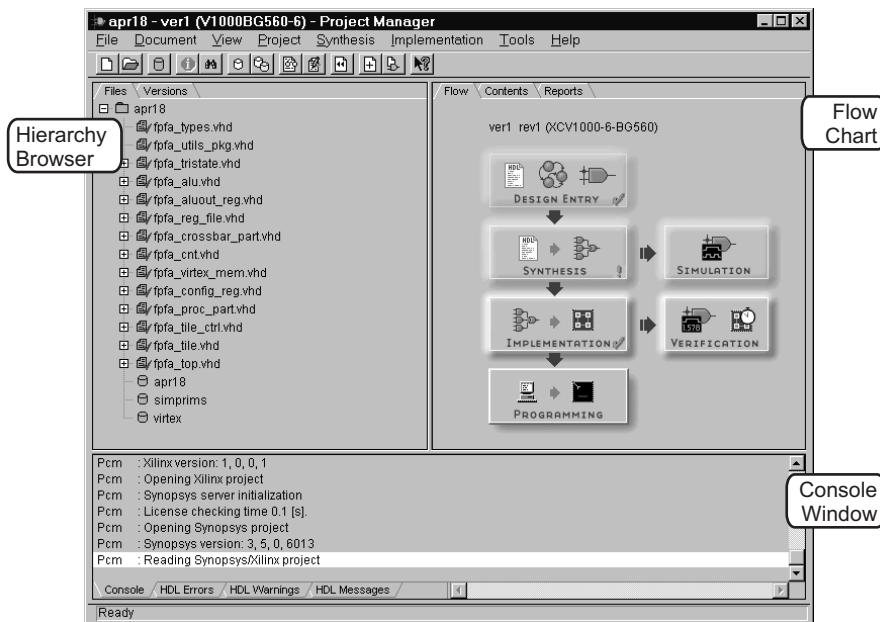 apr18 - ver1 (V1000BG560-6) - Project Manager
File Document View Project Synthesis Implementation Tools Help
Files Versions
apr18
fpfa_types.vhd
fpfa_utils_pkg.vhd
fpfa_tristate.vhd
fpfa_alu.vhd
fpfa_aluout_reg.vhd
fpfa_reg_file.vhd
fpfa_crossbar_part.vhd
fpfa_cnt.vhd
fpfa_virtex_mem.vhd
fpfa_config_reg.vhd
fpfa_proc_part.vhd
fpfa_tile_ctrl.vhd
fpfa_tile.vhd
fpfa_top.vhd
apr18
simprims
virtex
Hierarchy
Browser
Flow Contents Reports
ver1 rev1 (XCV1000-6-BG560)
HDL
DESIGN ENTRY
HDL
SYNTHESIS
SIMULATION
IMPLEMENTATION
1.57B
VERIFICATION
PROGRAMMING
Flow
Chart
Pcm : Xilinx version: 1, 0, 0, 1
Pcm : Opening Xilinx project
Pcm : Synopsys server initialization
Pcm : License checking time 0.1 [s].
Pcm : Opening Synopsys project
Pcm : Synopsys version: 3, 5, 0, 6013
Pcm : Reading Synopsys/Xilinx project
Console
Window
Console HDL Errors HDL Warnings HDL Messages
Ready